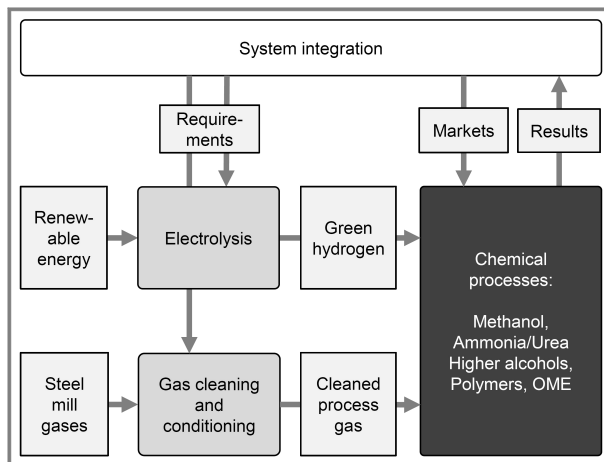 System integration
Require-
ments
Markets
Results
Renew-
able
energy
Electrolysis
Green
hydrogen
Chemical
processes:
Methanol,
Ammonia/Urea
Higher alcohols,
Polymers, OME
Steel
mill
gases
Gas cleaning
and
conditioning
Cleaned
process
gas